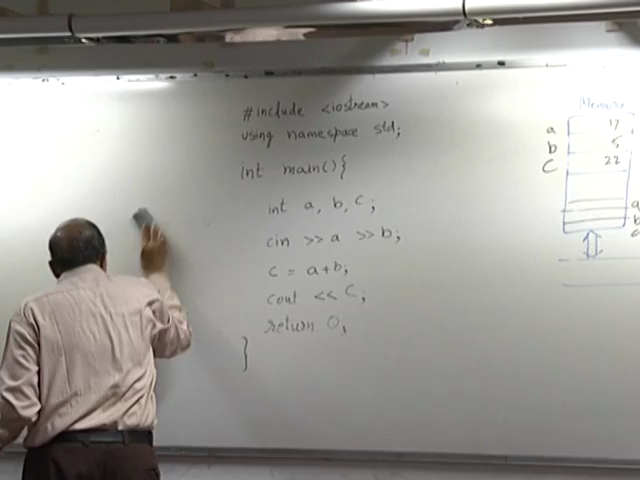 #include <iostream>
using namespace std;
int main(){
int a, b, c;
cin >> a >> b;
c = a+b;
cout << c;
return 0;
}
Memory
a 17
b 5
c 22
a
b
c